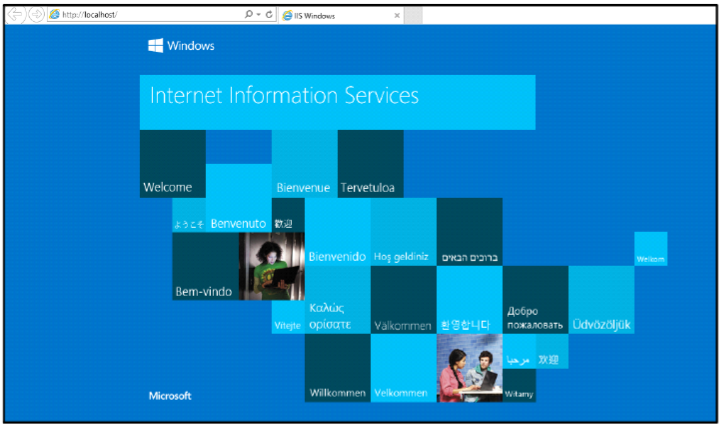 http://localhost/
IIS Windows
Windows
Internet Information Services
Welcome
Bienvenue
Tervetuloa
ようこそ
Benvenuto
歡迎
Bienvenido
Hoş geldiniz
ברוכים הבאים
Welkom
Bem-vindo
Vítejte
Καλώς
ορίσατε
Välkommen
환영합니다
Добро
пожаловать
Üdvözöljük
مرحبا
欢迎
Willkommen
Velkommen
Witamy
Microsoft